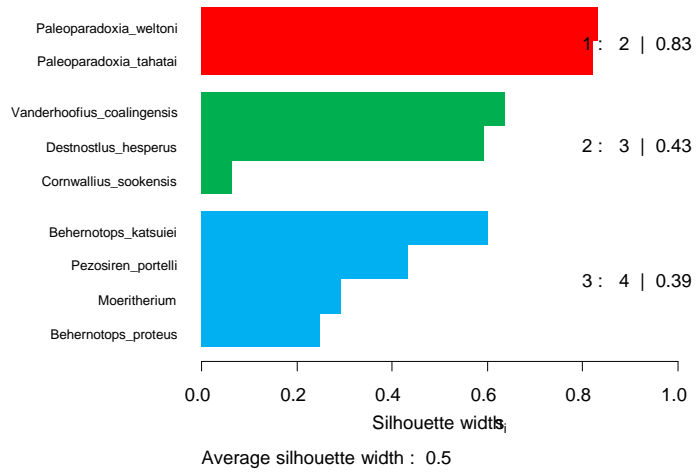 Paleoparadoxia_weltoni
1 : 2 | 0.83
Paleoparadoxia_tahatai
Vanderhoofius_coalingensis
Destnostlus_hesperus
2 : 3 | 0.43
Cornwallius_sookensis
Behernotops_katsuiei
Pezosiren_portelli
3 : 4 | 0.39
Moeritherium
Behernotops_proteus
0.0 0.2 0.4 0.6 0.8 1.0
Silhouette width si
Average silhouette width : 0.5